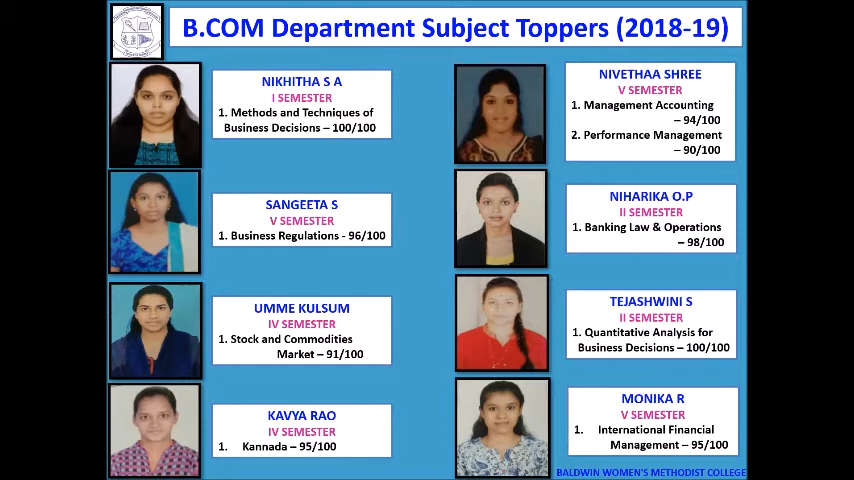 B.COM Department Subject Toppers (2018-19)
NIKHITHA S A
I SEMESTER
1. Methods and Techniques of
Business Decisions – 100/100
SANGEETA S
V SEMESTER
1. Business Regulations - 96/100
UMME KULSUM
IV SEMESTER
1. Stock and Commodities
Market – 91/100
KAVYA RAO
IV SEMESTER
1. Kannada – 95/100
NIVETHAA SHREE
V SEMESTER
1. Management Accounting
– 94/100
2. Performance Management
– 90/100
NIHARIKA O.P
II SEMESTER
1. Banking Law & Operations
– 98/100
TEJASHWINI S
II SEMESTER
1. Quantitative Analysis for
Business Decisions – 100/100
MONIKA R
V SEMESTER
1. International Financial
Management – 95/100
BALDWIN WOMEN'S METHODIST COLLEGE